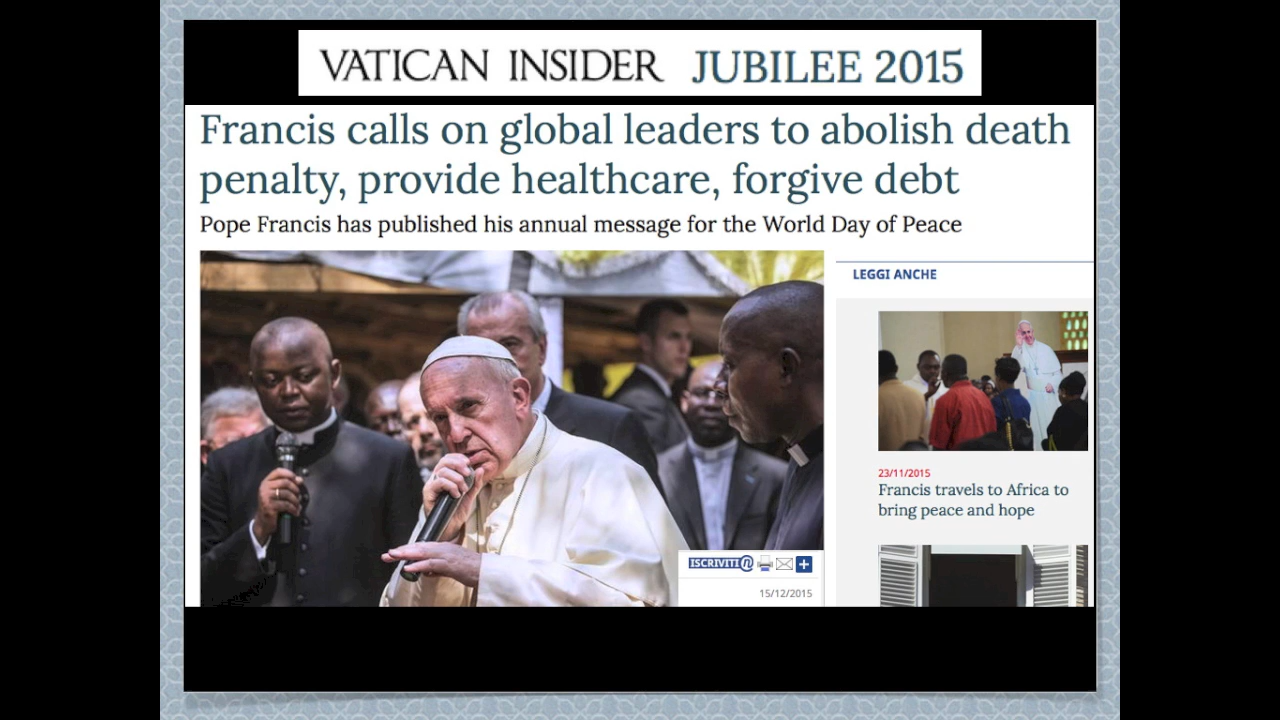 VATICAN INSIDER JUBILEE 2015
Francis calls on global leaders to abolish death
penalty, provide healthcare, forgive debt
Pope Francis has published his annual message for the World Day of Peace
LEGGI ANCHE
23/11/2015
Francis travels to Africa to
bring peace and hope
ISCRIVITI@
15/12/2015